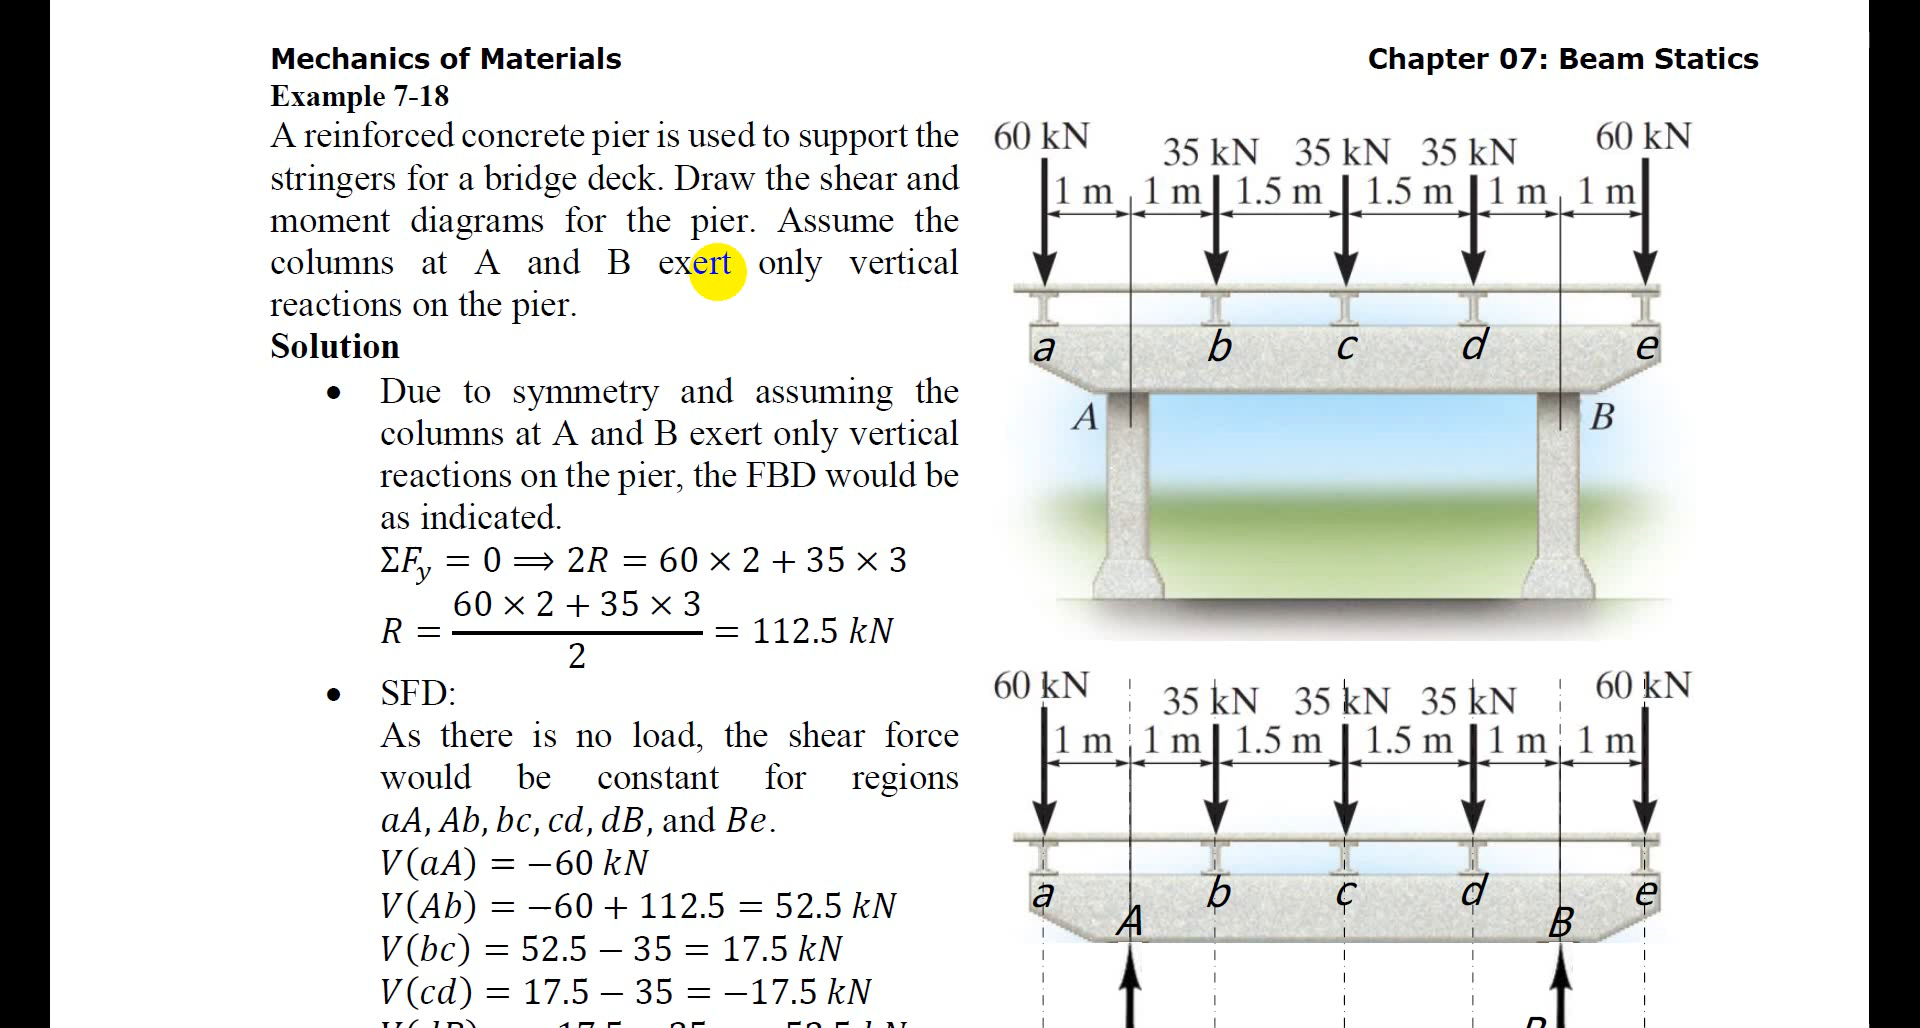 Mechanics of Materials
Chapter 07: Beam Statics
Example 7-18
A reinforced concrete pier is used to support the
stringers for a bridge deck. Draw the shear and
moment diagrams for the pier. Assume the
columns at A and B exert only vertical
reactions on the pier.
Solution
• Due to symmetry and assuming the
columns at A and B exert only vertical
reactions on the pier, the FBD would be
as indicated.
ΣF_y = 0 ⟹ 2R = 60 × 2 + 35 × 3
R = (60 × 2 + 35 × 3) / 2 = 112.5 kN
• SFD:
As there is no load, the shear force
would be constant for regions
aA, Ab, bc, cd, dB, and Be.
V(aA) = −60 kN
V(Ab) = −60 + 112.5 = 52.5 kN
V(bc) = 52.5 − 35 = 17.5 kN
V(cd) = 17.5 − 35 = −17.5 kN
60 kN 35 kN 35 kN 35 kN 60 kN
1 m 1 m 1.5 m 1.5 m 1 m 1 m
a b c d e
A B
60 kN 35 kN 35 kN 35 kN 60 kN
1 m 1 m 1.5 m 1.5 m 1 m 1 m
a b c d e
A B